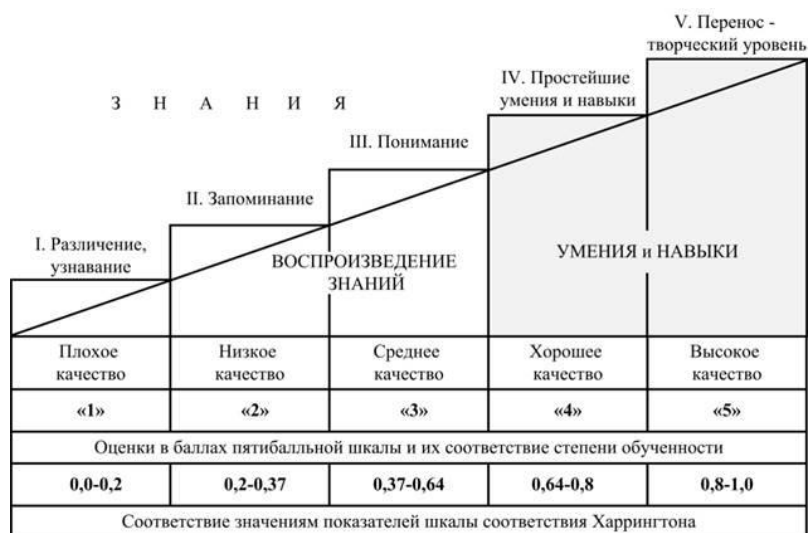 V. Перенос -
творческий уровень
IV. Простейшие
умения и навыки
З Н А Н И Я
III. Понимание
II. Запоминание
I. Различение,
узнавание
ВОСПРОИЗВЕДЕНИЕ
ЗНАНИЙ
УМЕНИЯ и НАВЫКИ
Плохое
качество
Низкое
качество
Среднее
качество
Хорошее
качество
Высокое
качество
«1» «2» «3» «4» «5»
Оценки в баллах пятибалльной шкалы и их соответствие степени обученности
0,0-0,2 0,2-0,37 0,37-0,64 0,64-0,8 0,8-1,0
Соответствие значениям показателей шкалы соответствия Харрингтона